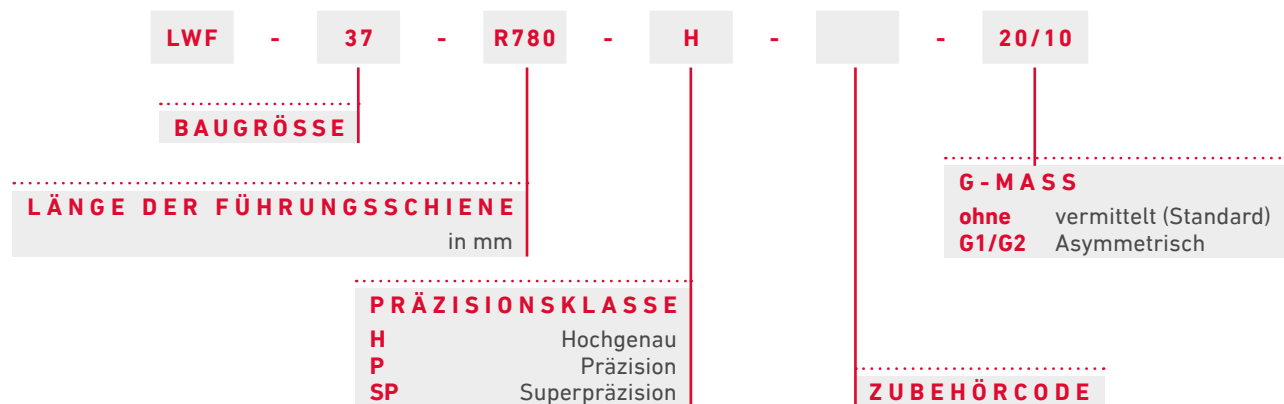 LWF - 37 - R780 - H - - 20/10
BAUGRÖSSE
G-MASS
ohne vermittelt (Standard)
G1/G2 Asymmetrisch
LÄNGE DER FÜHRUNGSSCHIENE
in mm
PRÄZISIONSKLASSE
H Hochgenau
P Präzision
SP Superpräzision
ZUBEHÖRCODE